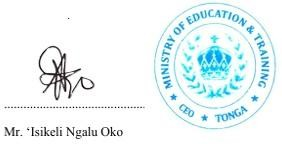 MINISTRY OF EDUCATION & TRAINING
★ CEO ★ TONGA ★
Mr. ‘Isikeli Ngalu Oko